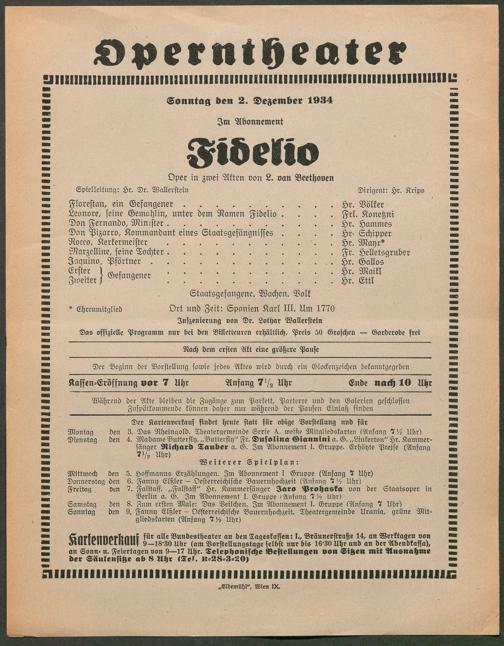 Operntheater
Sonntag den 2. Dezember 1934
Im Abonnement
Fidelio
Oper in zwei Akten von L. van Beethoven
Spielleitung: Hr. Dr. Wallerstein Dirigent: Hr. Krips
Florestan, ein Gefangener . . . . . . . . . Hr. Völker
Leonore, seine Gemahlin, unter dem Namen Fidelio . . . . Frl. Konetzni
Don Fernando, Minister . . . . . . . . . . Hr. Hammes
Don Pizarro, Kommandant eines Staatsgefängnisses . . . . Hr. Schipper
Rocco, Kerkermeister . . . . . . . . . . Hr. Mayr*
Marzelline, seine Tochter . . . . . . . . . Fr. Helletsgruber
Jaquino, Pförtner . . . . . . . . . . . Hr. Gallos
Erster } Gefangener . . . . . . . . . . Hr. Maikl
Zweiter } . . . . . . . . . . Hr. Ettl
Staatsgefangene. Wachen. Volk
* Ehrenmitglied Ort und Zeit: Spanien Karl III. Um 1770
Inszenierung von Dr. Lothar Wallerstein
Das offizielle Programm nur bei den Billetteuren erhältlich. Preis 50 Groschen — Garderobe frei
Nach dem ersten Akt eine größere Pause
Der Beginn der Vorstellung sowie jedes Aktes wird durch ein Glockenzeichen bekanntgegeben
Kassen-Eröffnung vor 7 Uhr Anfang 7½ Uhr Ende nach 10 Uhr
Während der Akte bleiben die Zugänge zum Parkett, Parterre und den Galerien geschlossen
Zuspätkommende können daher nur während der Pausen Einlaß finden
Der Kartenverkauf findet heute statt für obige Vorstellung und für
Montag den 3. Das Rheingold. Theatergemeinde Serie A, weiße Mitgliedskarten (Anfang 7½ Uhr)
Dienstag den 4. Madame Butterfly. „Butterfly“ Fr. Dusolina Giannini a. G. „Linkerton“ Hr. Kammer-
sänger Richard Tauber a. G. Im Abonnement I. Gruppe. Erhöhte Preise (Anfang
7½ Uhr)
Weiterer Spielplan:
Mittwoch den 5. Hoffmanns Erzählungen. Im Abonnement I. Gruppe (Anfang 7 Uhr)
Donnerstag den 6. Fanny Elßler — Oesterreichische Bauernhochzeit (Anfang 7½ Uhr)
Freitag den 7. Falstaff. „Falstaff“ Hr. Kammersänger Jaro Prohaska von der Staatsoper in
Berlin a. G. Im Abonnement I. Gruppe (Anfang 7½ Uhr)
Samstag den 8. Zum ersten Male: Das Veilchen. Im Abonnement I. Gruppe (Anfang 7 Uhr)
Sonntag den 9. Fanny Elßler — Oesterreichische Bauernhochzeit. Theatergemeinde Urania, grüne Mit-
gliedskarten (Anfang 7½ Uhr)
Kartenverkauf für alle Bundestheater an den Tageskassen: I., Bräunerstraße 14, an Werktagen von
9—18·30 Uhr (am Vorstellungstage selbst nur bis 16·30 Uhr und an der Abendkassa),
an Sonn- u. Feiertagen von 9—17 Uhr. Telephonische Bestellungen von Sitzen mit Ausnahme
der Säulensitze ab 8 Uhr (Tel. R-28-3-20)
„Elbemühl“, Wien IX.